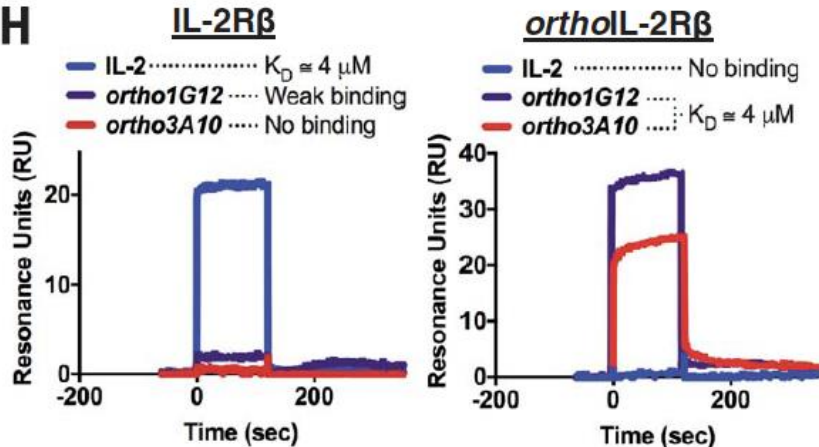 H
IL-2Rβ
IL-2 ············ K_D ≅ 4 µM
ortho1G12 ····· Weak binding
ortho3A10 ····· No binding
Resonance Units (RU)
20
10
0
-200 0 200
Time (sec)
orthoIL-2Rβ
IL-2 ················ No binding
ortho1G12 ·····
K_D ≅ 4 µM
ortho3A10 ·····
Resonance Units (RU)
40
30
20
10
0
-200 0 200
Time (sec)